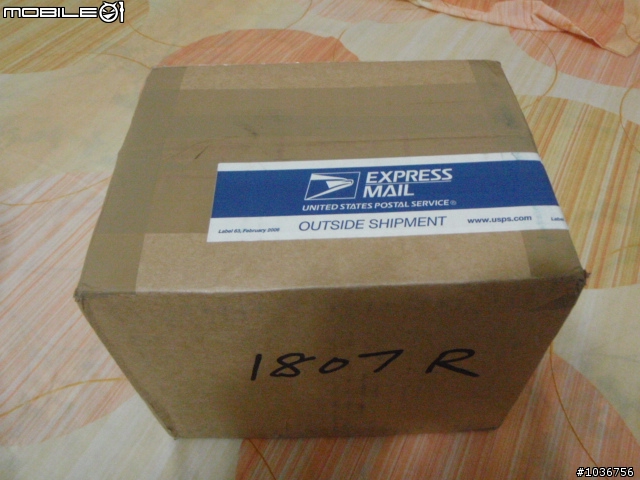 MOBILE01
EXPRESS
MAIL
UNITED STATES POSTAL SERVICE®
OUTSIDE SHIPMENT
www.usps.com
Label 63, February 2006
1807 R
#1036756